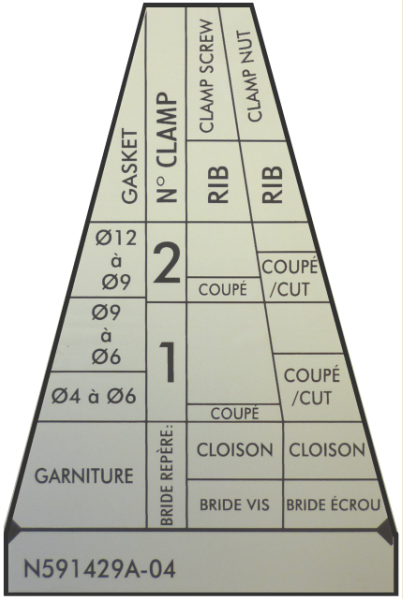 GASKET
N° CLAMP
CLAMP SCREW
CLAMP NUT
RIB
RIB
Ø12
à
Ø9
2
COUPÉ
COUPÉ
/CUT
Ø9
à
Ø6
1
Ø4 à Ø6
COUPÉ
COUPÉ
/CUT
GARNITURE
BRIDE REPÈRE:
CLOISON
CLOISON
BRIDE VIS
BRIDE ÉCROU
N591429A-04